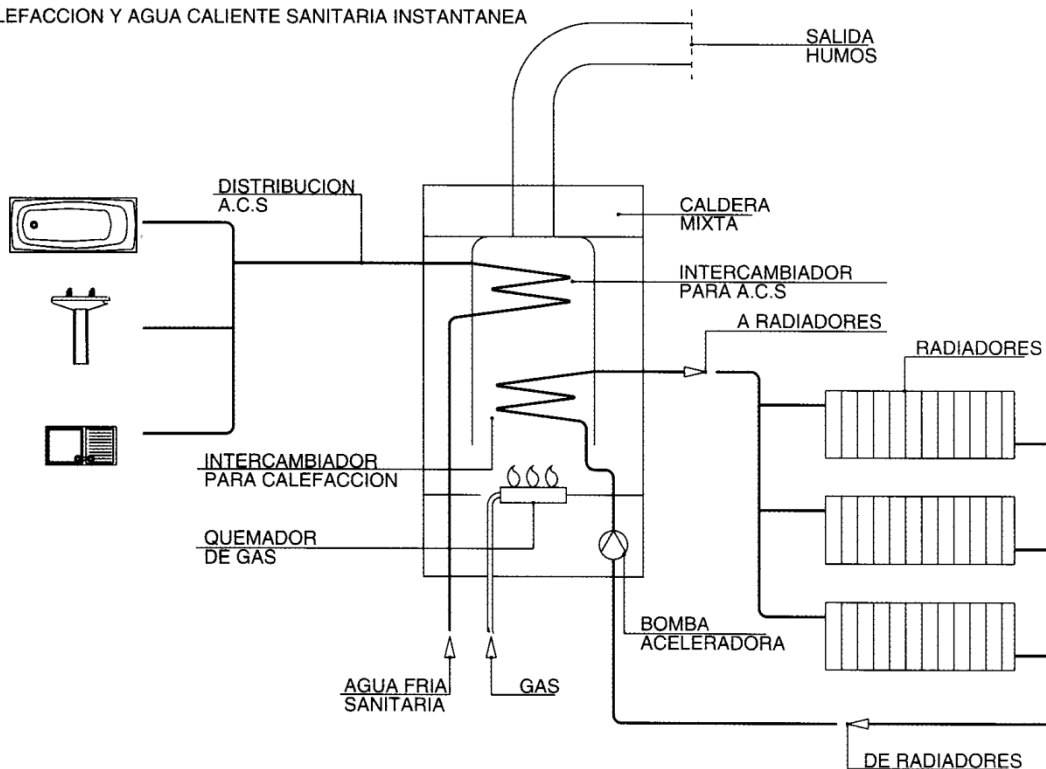 LEFACCION Y AGUA CALIENTE SANITARIA INSTANTANEA
SALIDA
HUMOS
DISTRIBUCION
A.C.S
CALDERA
MIXTA
INTERCAMBIADOR
PARA A.C.S
A RADIADORES
RADIADORES
INTERCAMBIADOR
PARA CALEFACCION
QUEMADOR
DE GAS
BOMBA
ACELERADORA
AGUA FRIA
SANITARIA
GAS
DE RADIADORES